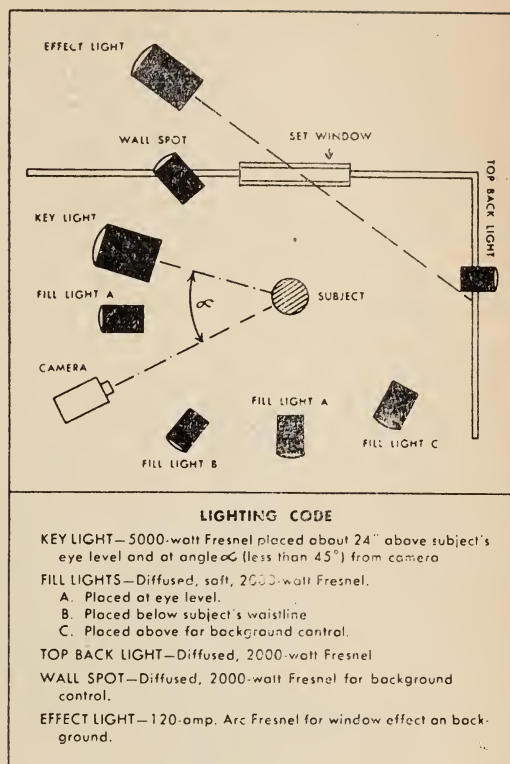 EFFECT LIGHT
WALL SPOT
SET WINDOW
TOP BACK LIGHT
KEY LIGHT
FILL LIGHT A
SUBJECT
∝
CAMERA
FILL LIGHT A
FILL LIGHT B
FILL LIGHT C
LIGHTING CODE
KEY LIGHT—5000-watt Fresnel placed about 24" above subject's
eye level and at angle ∝ (less than 45°) from camera
FILL LIGHTS—Diffused, soft, 2000-watt Fresnel.
A. Placed at eye level.
B. Placed below subject's waistline
C. Placed above for background control.
TOP BACK LIGHT—Diffused, 2000-watt Fresnel
WALL SPOT—Diffused, 2000-watt Fresnel for background
control.
EFFECT LIGHT—120-amp. Arc Fresnel for window effect on back-
ground.